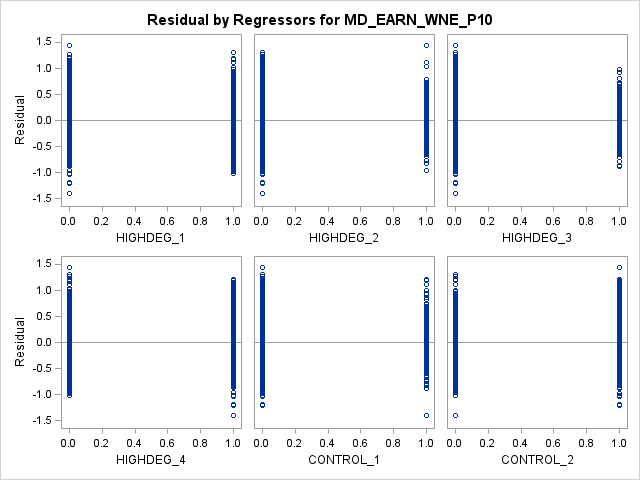 Residual by Regressors for MD_EARN_WNE_P10
Residual
1.5
1.0
0.5
0.0
-0.5
-1.0
-1.5
0.0 0.2 0.4 0.6 0.8 1.0
HIGHDEG_1
0.0 0.2 0.4 0.6 0.8 1.0
HIGHDEG_2
0.0 0.2 0.4 0.6 0.8 1.0
HIGHDEG_3
Residual
1.5
1.0
0.5
0.0
-0.5
-1.0
-1.5
0.0 0.2 0.4 0.6 0.8 1.0
HIGHDEG_4
0.0 0.2 0.4 0.6 0.8 1.0
CONTROL_1
0.0 0.2 0.4 0.6 0.8 1.0
CONTROL_2